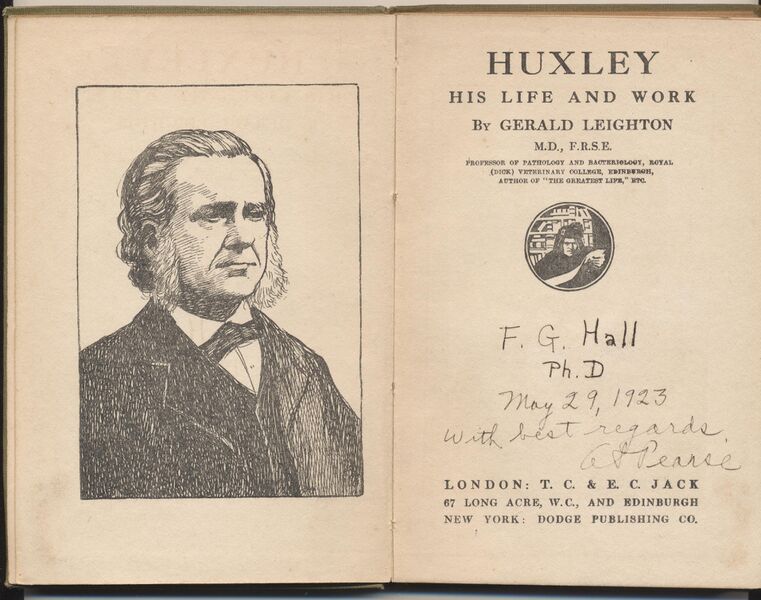 HUXLEY
HIS LIFE AND WORK
By GERALD LEIGHTON
M.D., F.R.S.E.
PROFESSOR OF PATHOLOGY AND BACTERIOLOGY, ROYAL
(DICK) VETERINARY COLLEGE, EDINBURGH,
AUTHOR OF "THE GREATEST LIFE," ETC.
F. G. Hall
Ph.D
May 29, 1923
With best regards
AS Pearse
LONDON: T. C. & E. C. JACK
67 LONG ACRE, W.C., AND EDINBURGH
NEW YORK: DODGE PUBLISHING CO.